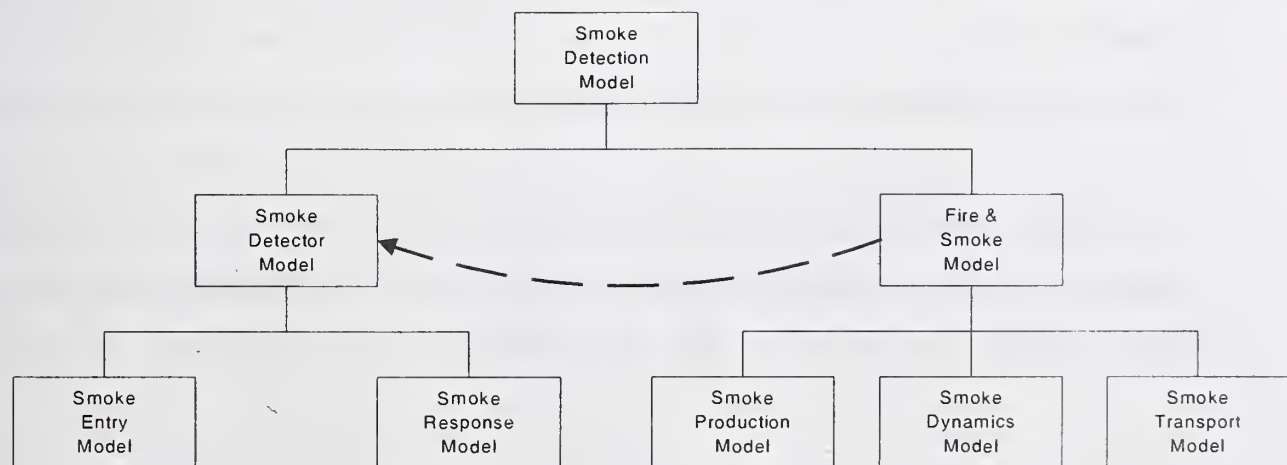 Smoke
Detection
Model
Smoke
Detector
Model
Fire &
Smoke
Model
Smoke
Entry
Model
Smoke
Response
Model
Smoke
Production
Model
Smoke
Dynamics
Model
Smoke
Transport
Model